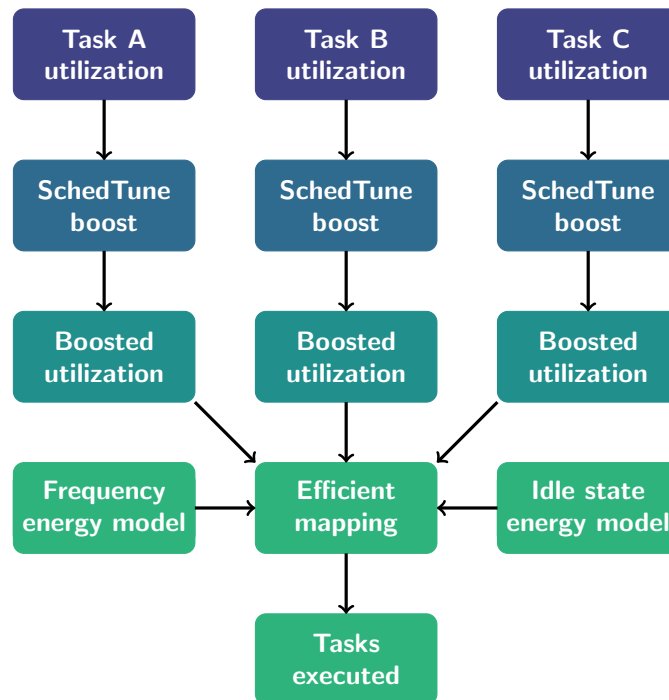 Task A
utilization
Task B
utilization
Task C
utilization
SchedTune
boost
SchedTune
boost
SchedTune
boost
Boosted
utilization
Boosted
utilization
Boosted
utilization
Frequency
energy model
Efficient
mapping
Idle state
energy model
Tasks
executed